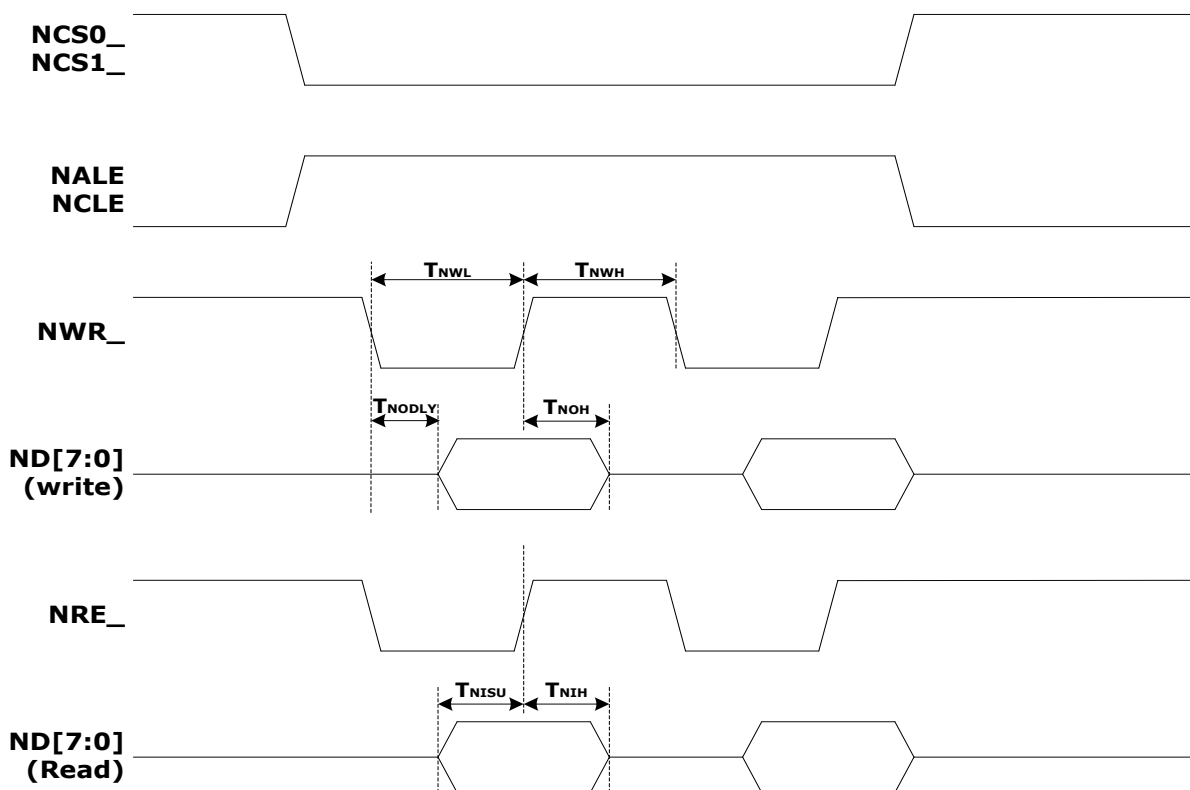 NCS0_
NCS1_
NALE
NCLE
TNWL TNWH
NWR_
TNODLY TNOH
ND[7:0]
(write)
NRE_
TNISU TNIH
ND[7:0]
(Read)